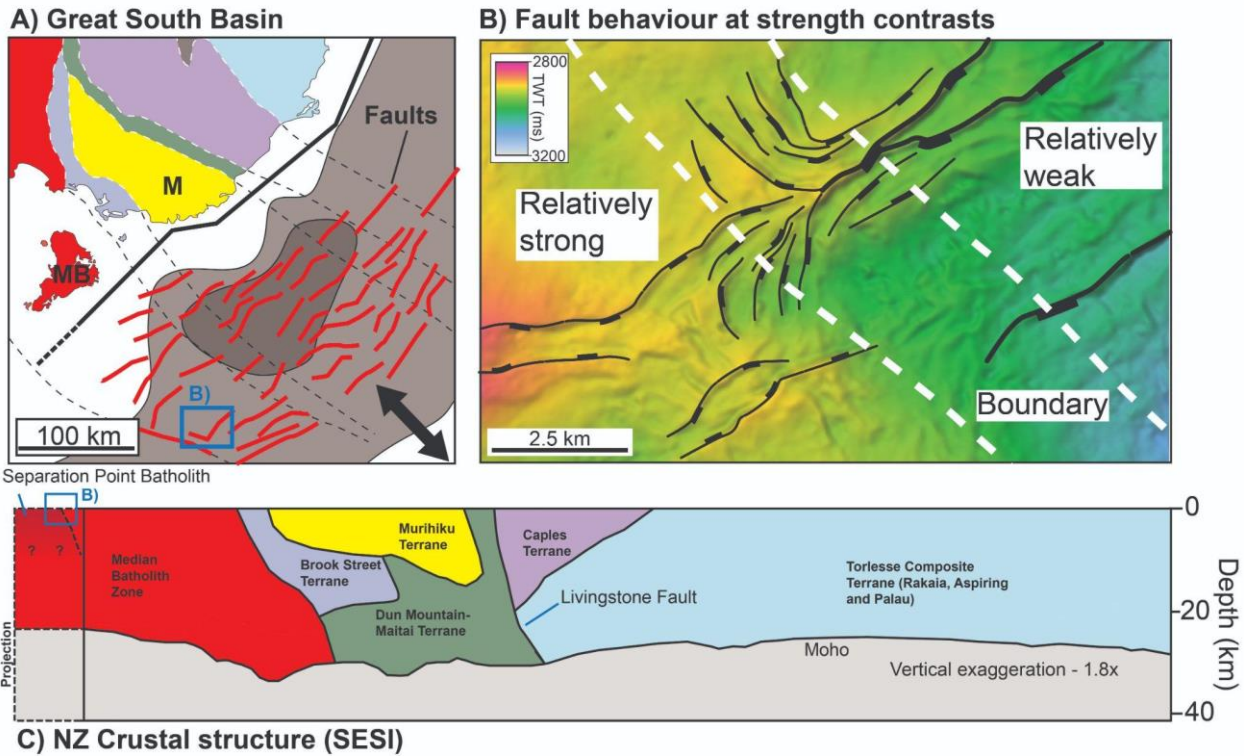 A) Great South Basin
Faults
M
MB
B)
100 km
B) Fault behaviour at strength contrasts
2800
TWT (ms)
3200
Relatively
strong
Relatively
weak
Boundary
2.5 km
Separation Point Batholith
B)
? ?
Median
Batholith
Zone
Brook Street
Terrane
Murihiku
Terrane
Dun Mountain-
Maitai Terrane
Caples
Terrane
Livingstone Fault
Torlesse Composite
Terrane (Rakaia, Aspiring
and Palau)
Moho
Vertical exaggeration - 1.8x
Projection
0
20
40
Depth (km)
C) NZ Crustal structure (SESI)